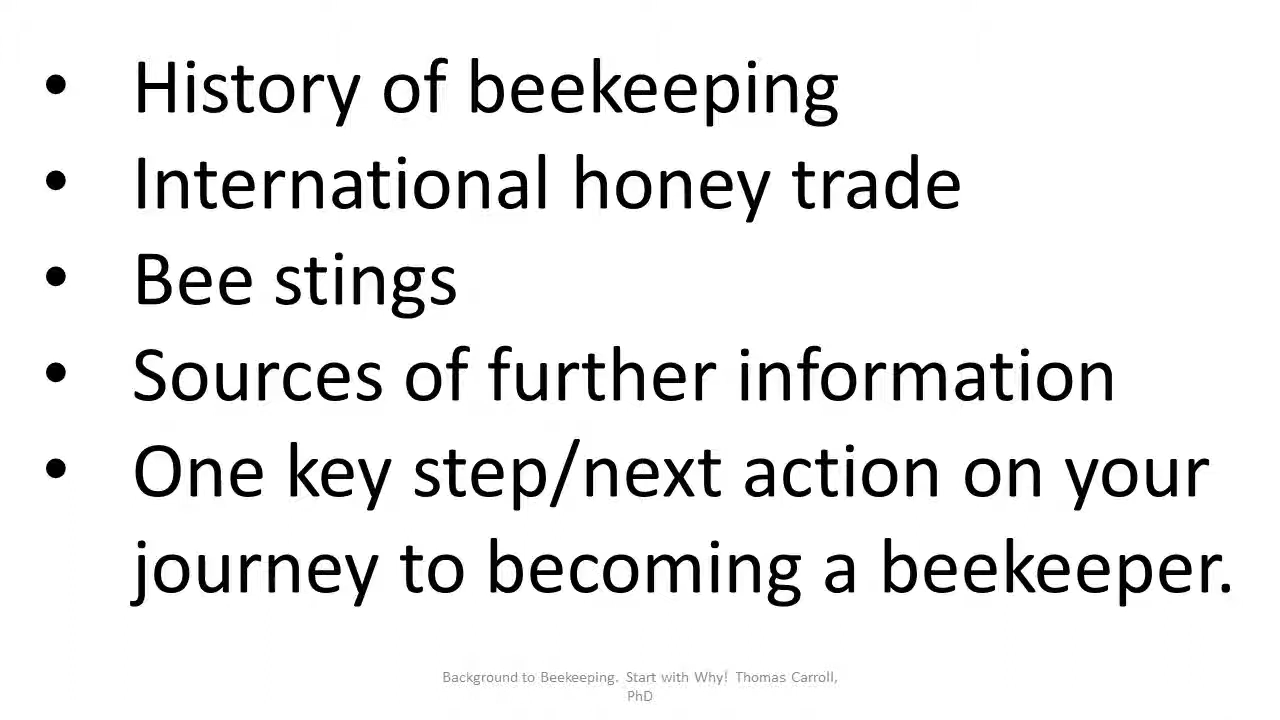 • History of beekeeping
• International honey trade
• Bee stings
• Sources of further information
• One key step/next action on your
journey to becoming a beekeeper.
Background to Beekeeping. Start with Why! Thomas Carroll,
PhD